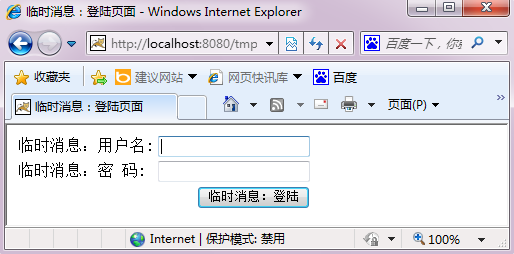 临时消息：登陆页面 - Windows Internet Explorer
http://localhost:8080/tmp
百度一下，你
收藏夹 建议网站 网页快讯库 百度
临时消息：登陆页面 页面(P)
临时消息：用户名：
临时消息：密 码：
临时消息：登陆
Internet | 保护模式: 禁用 100%